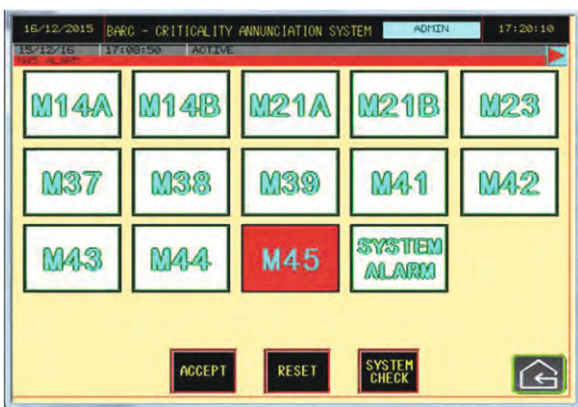 16/12/2015 BARC - CRITICALITY ANNUNCIATION SYSTEM ADMIN 17:20:10
15/12/16 17:08:50 ACTIVE
ALARM
M14A M14B M21A M21B M23
M37 M38 M39 M41 M42
M43 M44 M45 SYSTEM
ALARM
ACCEPT RESET SYSTEM
CHECK